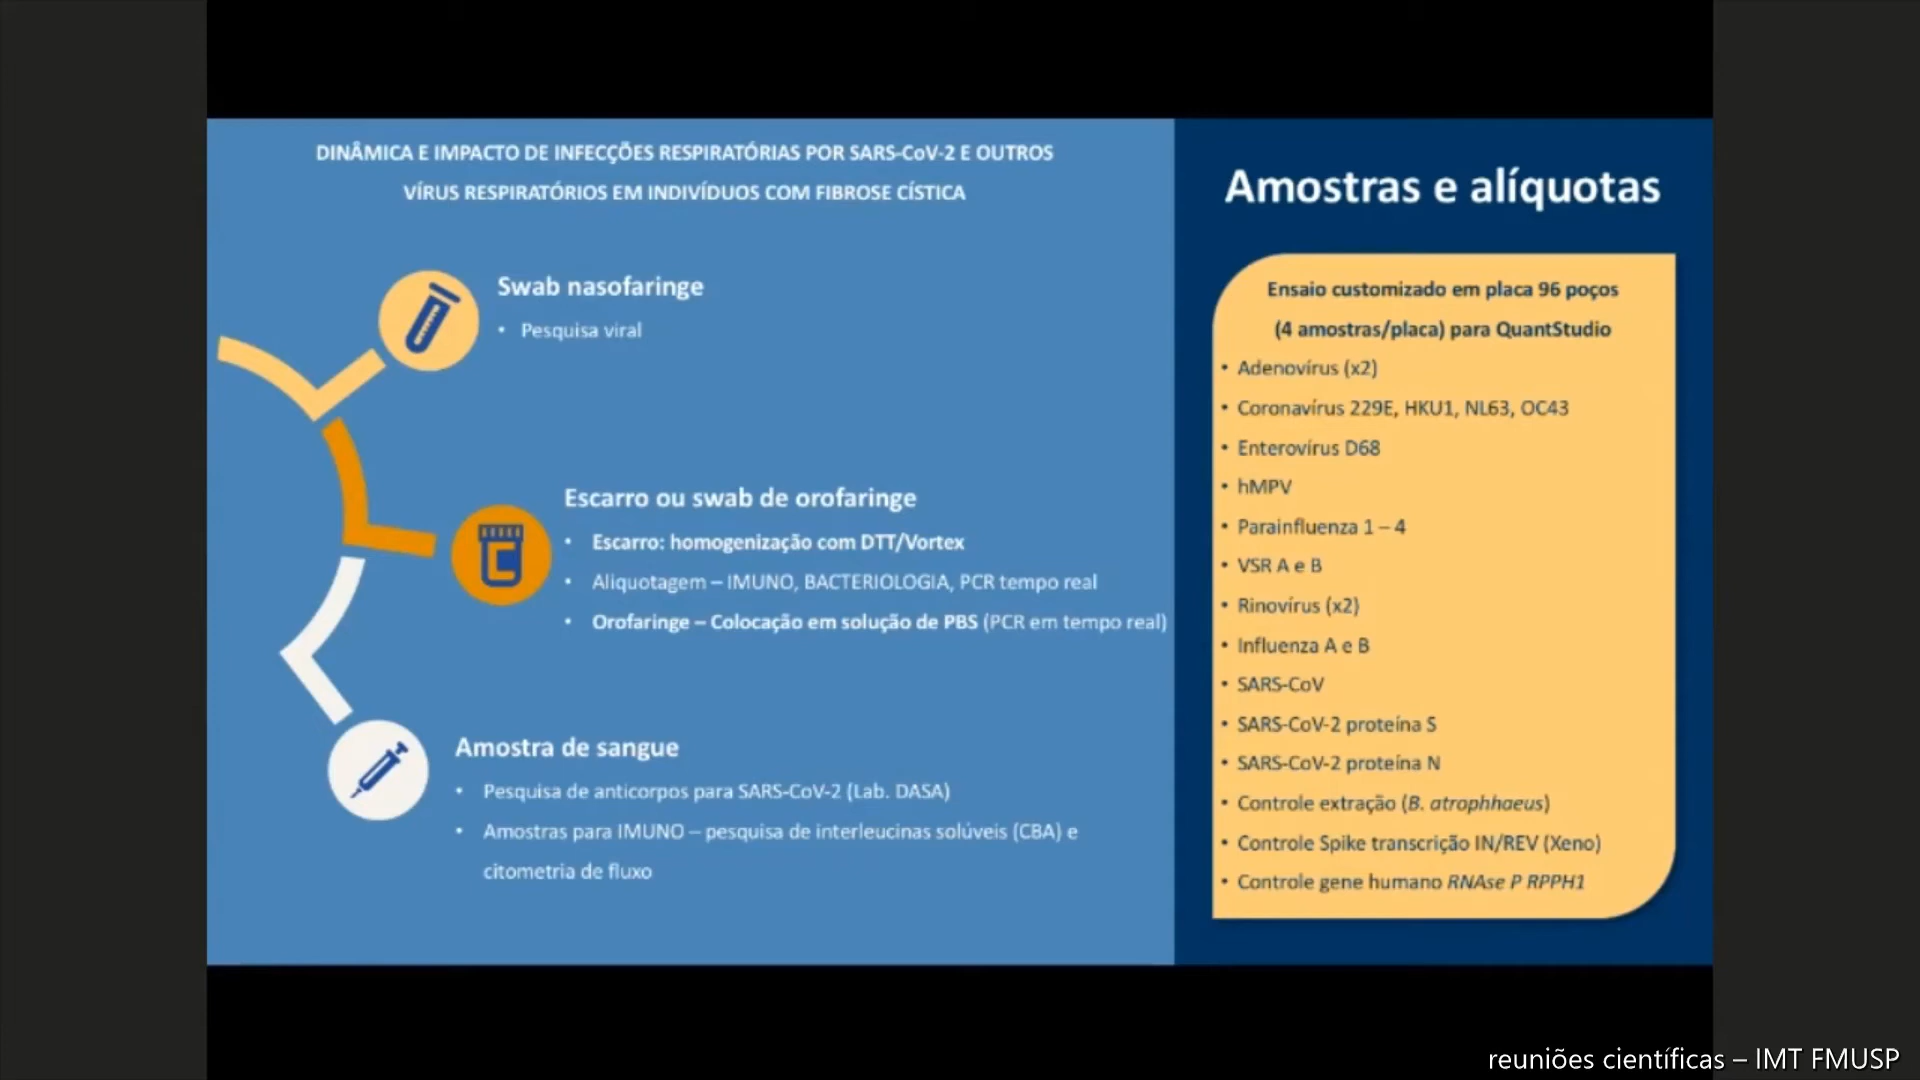 DINÂMICA E IMPACTO DE INFECÇÕES RESPIRATÓRIAS POR SARS-CoV-2 E OUTROS
VÍRUS RESPIRATÓRIOS EM INDIVÍDUOS COM FIBROSE CÍSTICA
Swab nasofaringe
• Pesquisa viral
Escarro ou swab de orofaringe
• Escarro: homogenização com DTT/Vortex
• Aliquotagem – IMUNO, BACTERIOLOGIA, PCR tempo real
• Orofaringe – Colocação em solução de PBS (PCR em tempo real)
Amostra de sangue
• Pesquisa de anticorpos para SARS-CoV-2 (Lab. DASA)
• Amostras para IMUNO – pesquisa de interleucinas solúveis (CBA) e
citometria de fluxo
Amostras e alíquotas
Ensaio customizado em placa 96 poços
(4 amostras/placa) para QuantStudio
• Adenovírus (x2)
• Coronavírus 229E, HKU1, NL63, OC43
• Enterovírus D68
• hMPV
• Parainfluenza 1 – 4
• VSR A e B
• Rinovírus (x2)
• Influenza A e B
• SARS-CoV
• SARS-CoV-2 proteína S
• SARS-CoV-2 proteína N
• Controle extração (B. atrophhaeus)
• Controle Spike transcrição IN/REV (Xeno)
• Controle gene humano RNAse P RPPH1
reuniões científicas – IMT FMUSP